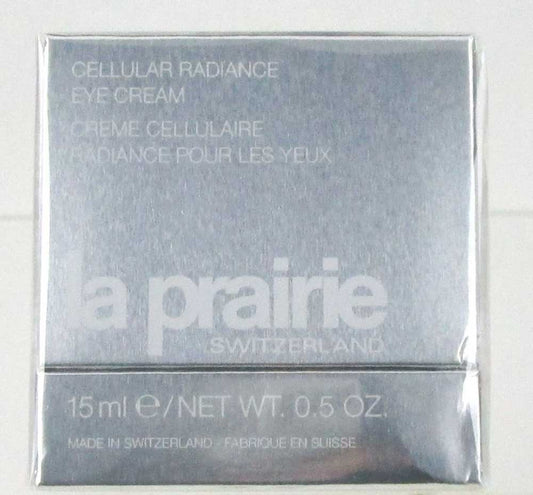 CELLULAR RADIANCE
EYE CREAM
CRÈME CELLULAIRE
RADIANCE POUR LES YEUX
la prairie
SWITZERLAND
15 ml ℮/NET WT. 0.5 OZ.
MADE IN SWITZERLAND - FABRIQUE EN SUISSE